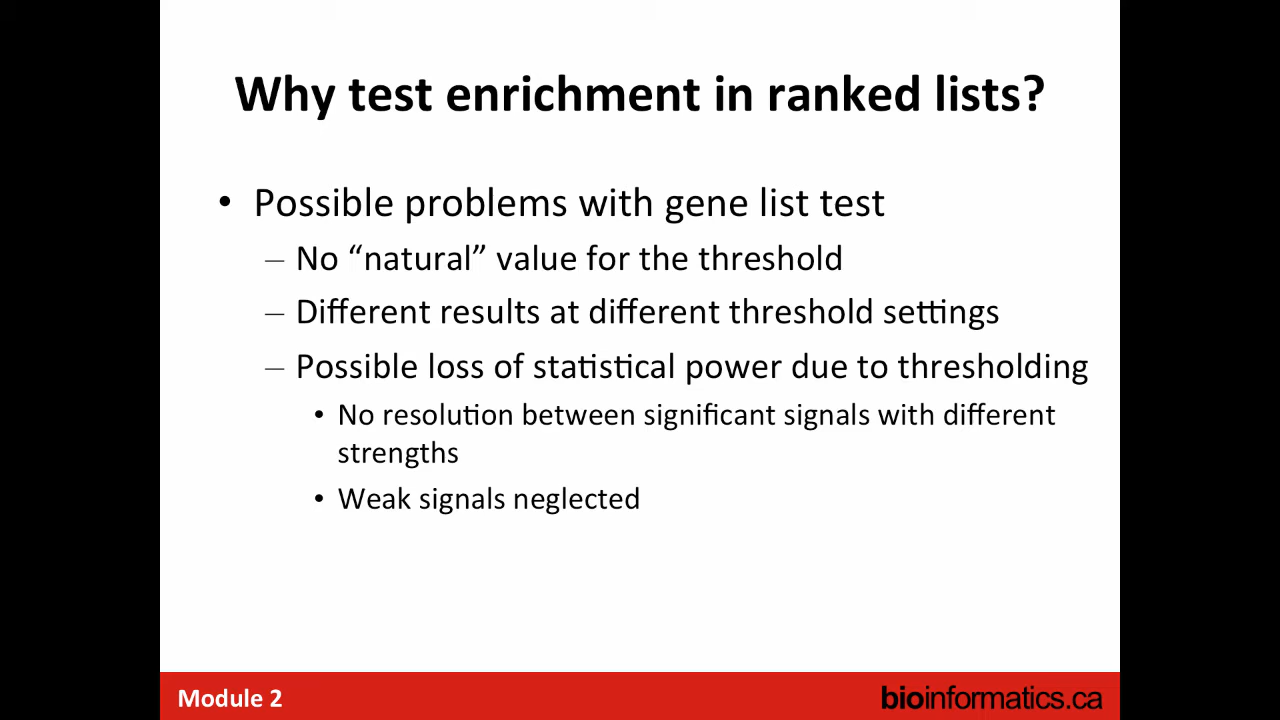 Why test enrichment in ranked lists?
• Possible problems with gene list test
– No “natural” value for the threshold
– Different results at different threshold settings
– Possible loss of statistical power due to thresholding
• No resolution between significant signals with different
strengths
• Weak signals neglected
Module 2
bioinformatics.ca